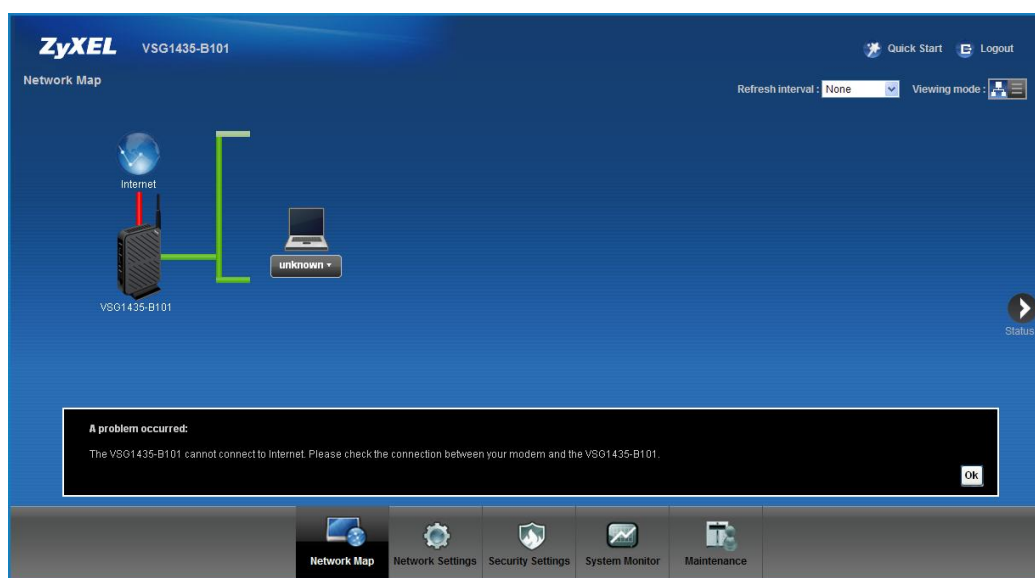 ZyXEL VSG1435-B101
Quick Start Logout
Network Map
Refresh interval : None Viewing mode :
Internet
unknown
VSG1435-B101
Status
A problem occurred:
The VSG1435-B101 cannot connect to Internet. Please check the connection between your modem and the VSG1435-B101.
Ok
Network Map Network Settings Security Settings System Monitor Maintenance